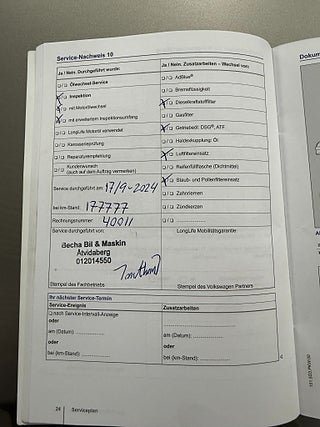 Service-Nachweis 10
Ja / Nein, Durchgeführt wurde:
Ja / Nein, Zusatzarbeiten – Wechsel von:
Ölwechsel-Service
AdBlue®
Inspektion
Bremsflüssigkeit
mit Motorölwechsel
Dieselkraftstofffilter
mit erweitertem Inspektionsumfang
Gasfilter
LongLife Motoröl verwendet
Getriebeöl: DSG®, ATF
Karosserieprüfung
Haldexkupplung: Öl
Reparaturempfehlung
Luftfiltereinsatz
Kundenwunsch
(auch auf dem Auftrag vermerken)
Reifenfüllflasche (Dichtmittel)
Staub- und Pollenfiltereinsatz
Service durchgeführt am 17/9-2024
Zahnriemen
bei km-Stand: 177777
Zündkerzen
Rechnungsnummer: 40011
Service durchgeführt von:
LongLife Mobilitätsgarantie
Becha Bil & Maskin
Åtvidaberg
012014550
Stempel des Fachbetriebs
Stempel des Volkswagen Partners
Ihr nächster Service-Termin
Service-Ereignis
Zusatzarbeiten
nach Service-Intervall-Anzeige
oder
am (Datum)
am (Datum):
oder
oder
bei (km-Stand):
bei (km-Stand):
24 | Serviceplan
Dokum